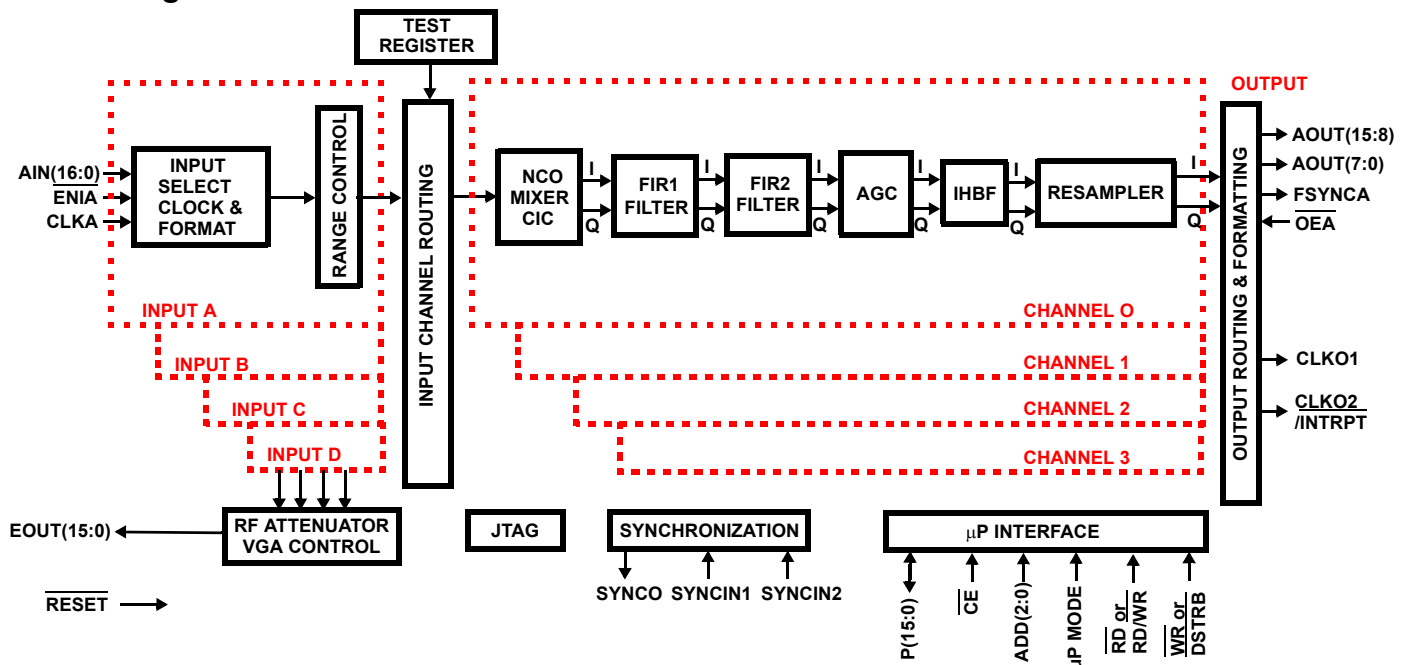 TEST
REGISTER
OUTPUT
AIN(16:0)
ENIA
CLKA
INPUT
SELECT
CLOCK &
FORMAT
RANGE CONTROL
INPUT CHANNEL ROUTING
NCO
MIXER
CIC
I
Q
FIR1
FILTER
I
Q
FIR2
FILTER
I
Q
AGC
I
Q
IHBF
I
Q
RESAMPLER
I
Q
OUTPUT ROUTING & FORMATTING
AOUT(15:8)
AOUT(7:0)
FSYNCA
OEA
CLKO1
CLKO2
/INTRPT
INPUT A
INPUT B
INPUT C
INPUT D
CHANNEL O
CHANNEL 1
CHANNEL 2
CHANNEL 3
EOUT(15:0)
RF ATTENUATOR
VGA CONTROL
JTAG
SYNCHRONIZATION
µP INTERFACE
RESET
SYNCO
SYNCIN1
SYNCIN2
P(15:0)
CE
ADD(2:0)
µP MODE
RD or
RD/WR
WR or
DSTRB